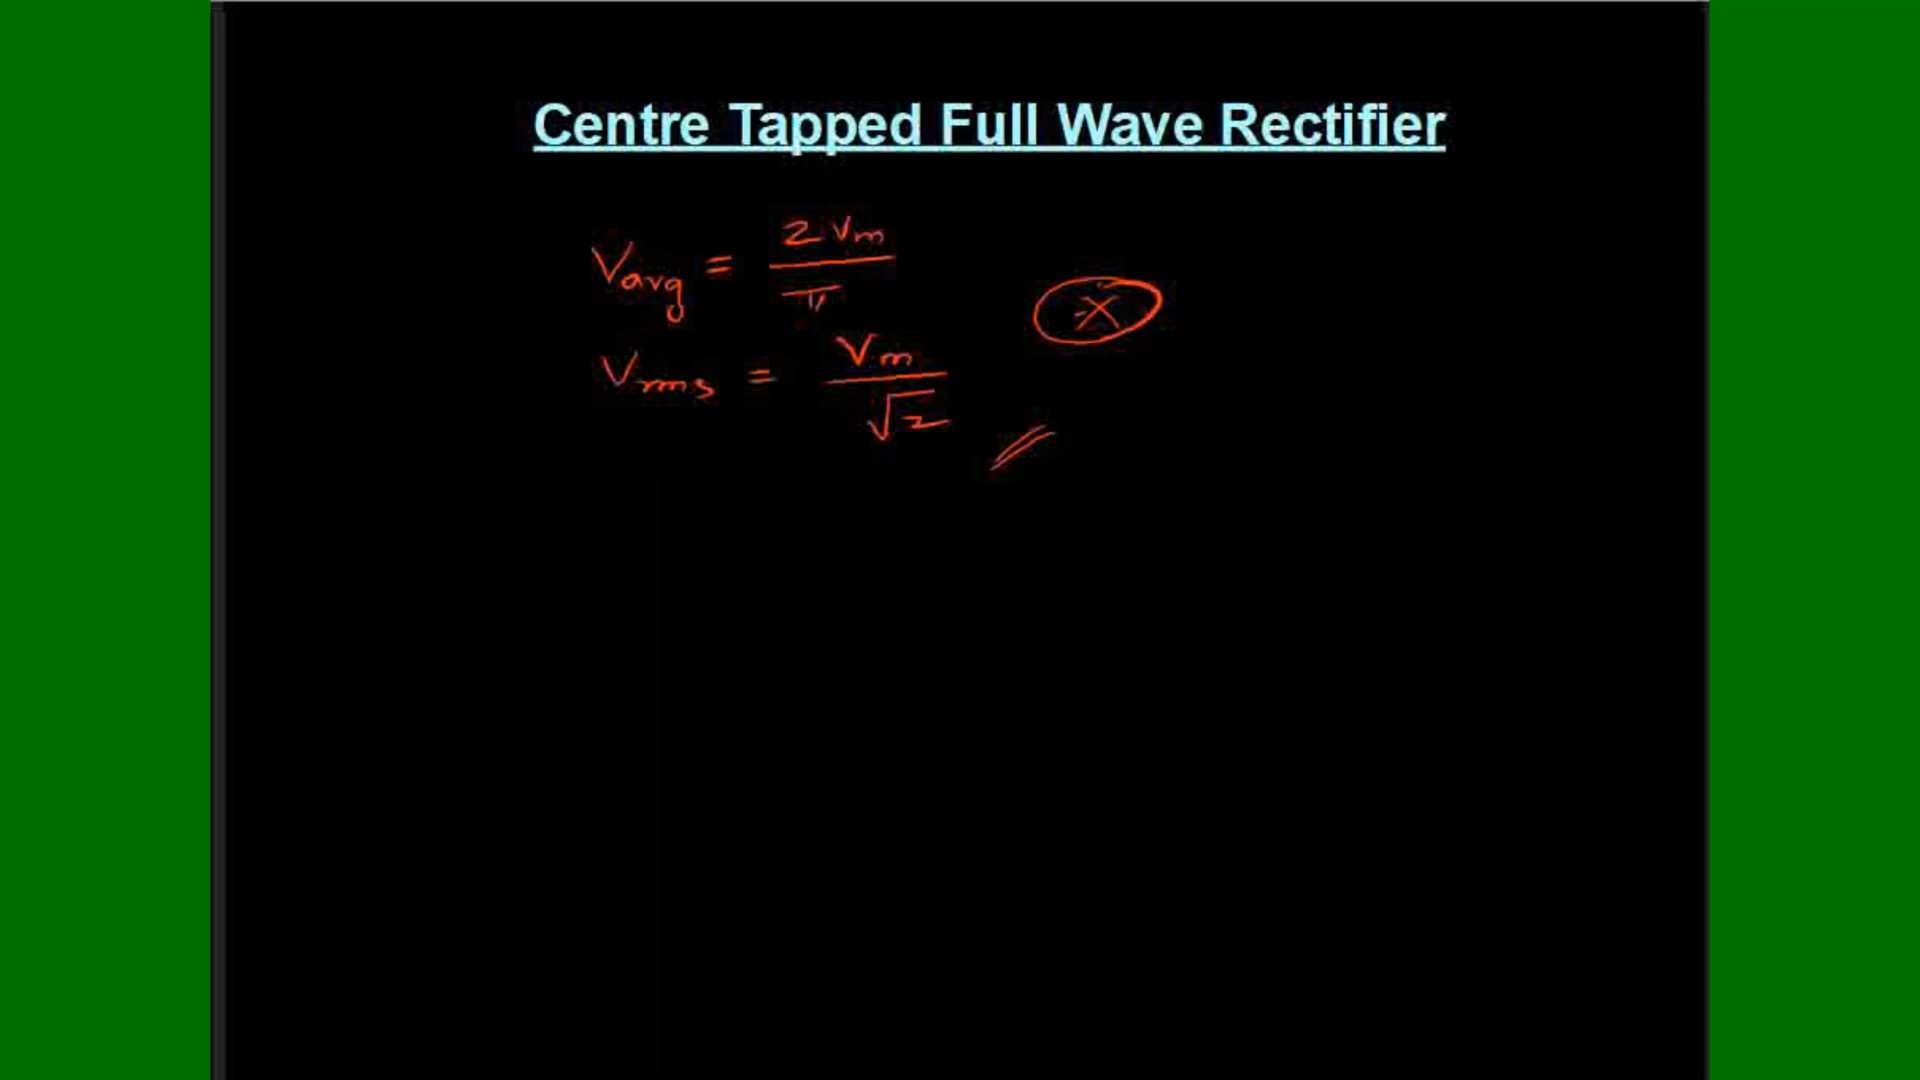 Centre Tapped Full Wave Rectifier
Vavg = 2Vm / π
X
Vrms = Vm / √2